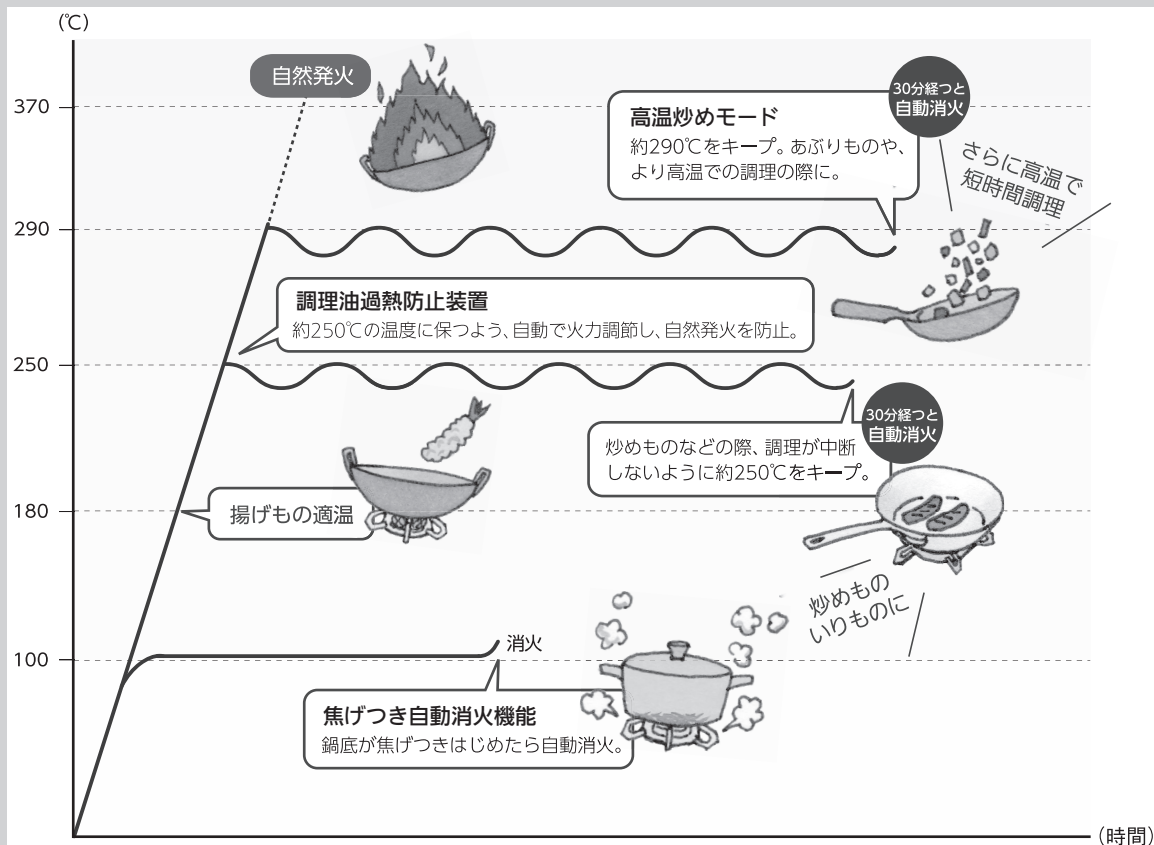 (℃)
自然発火
370
30分経つと
自動消火
高温炒めモード
約290℃をキープ。あぶりものや、
より高温での調理の際に。
さらに高温で
短時間調理
290
調理油過熱防止装置
約250℃の温度に保つよう、自動で火力調節し、自然発火を防止。
250
30分経つと
自動消火
炒めものなどの際、調理が中断
しないように約250℃をキープ。
180
揚げもの適温
炒めもの
いりものに
消火
100
焦げつき自動消火機能
鍋底が焦げつきはじめたら自動消火。
(時間)